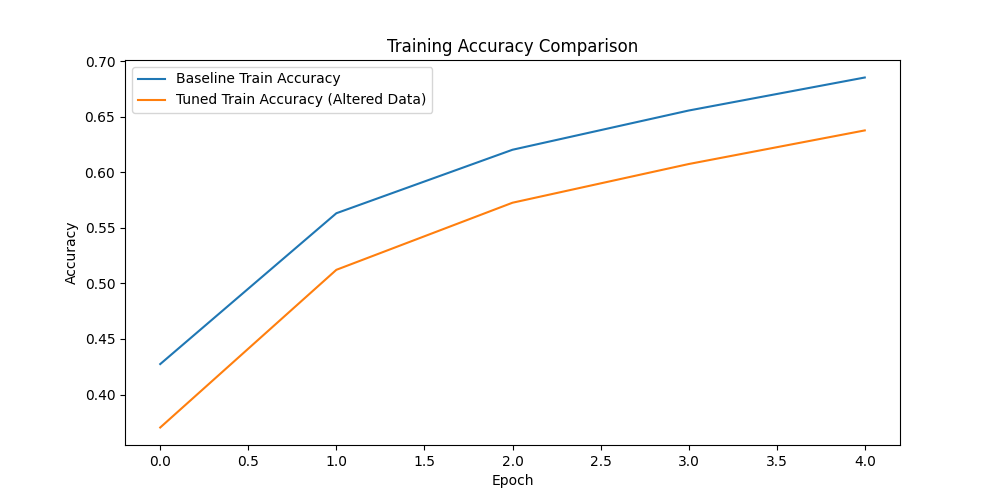 Training Accuracy Comparison
Baseline Train Accuracy
Tuned Train Accuracy (Altered Data)
Accuracy
0.70
0.65
0.60
0.55
0.50
0.45
0.40
0.0 0.5 1.0 1.5 2.0 2.5 3.0 3.5 4.0
Epoch